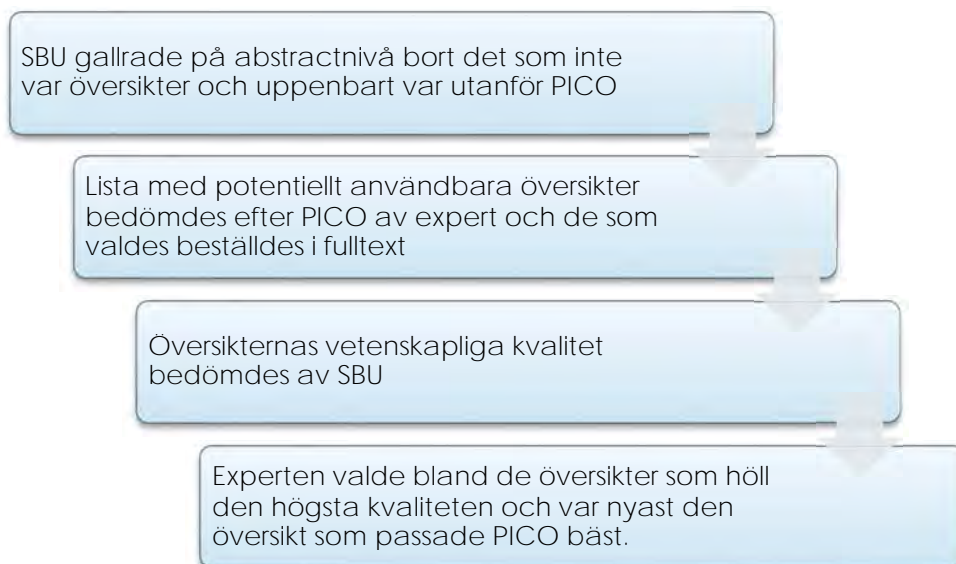 SBU gallrade på abstractnivå bort det som inte
var översikter och uppenbart var utanför PICO
Lista med potentiellt användbara översikter
bedömdes efter PICO av expert och de som
valdes beställdes i fulltext
Översikternas vetenskapliga kvalitet
bedömdes av SBU
Experten valde bland de översikter som höll
den högsta kvaliteten och var nyast den
översikt som passade PICO bäst.